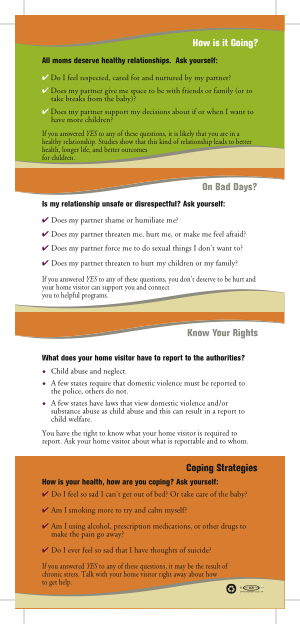 How is it Going?
All moms deserve healthy relationships. Ask yourself:
✔ Do I feel respected, cared for and nurtured by my partner?
✔ Does my partner give me space to be with friends or family (or to
take breaks from the baby)?
✔ Does my partner support my decisions about if or when I want to
have more children?
If you answered YES to any of these questions, it is likely that you are in a
healthy relationship. Studies show that this kind of relationship leads to better
health, longer life, and better outcomes
for children.
On Bad Days?
Is my relationship unsafe or disrespectful? Ask yourself:
✔ Does my partner shame or humiliate me?
✔ Does my partner threaten me, hurt me, or make me feel afraid?
✔ Does my partner force me to do sexual things I don't want to?
✔ Does my partner threaten to hurt my children or my family?
If you answered YES to any of these questions, you don't deserve to be hurt and
your home visitor can support you and connect
you to helpful programs.
Know Your Rights
What does your home visitor have to report to the authorities?
• Child abuse and neglect.
• A few states require that domestic violence must be reported to
the police, others do not.
• A few states have laws that view domestic violence and/or
substance abuse as child abuse and this can result in a report to
child welfare.
You have the right to know what your home visitor is required to
report. Ask your home visitor about what is reportable and to whom.
Coping Strategies
How is your health, how are you coping? Ask yourself:
✔ Do I feel so sad I can't get out of bed? Or take care of the baby?
✔ Am I smoking more to try and calm myself?
✔ Am I using alcohol, prescription medications, or other drugs to
make the pain go away?
✔ Do I ever feel so sad that I have thoughts of suicide?
If you answered YES to any of these questions, it may be the result of
chronic stress. Talk with your home visitor right away about how
to get help.